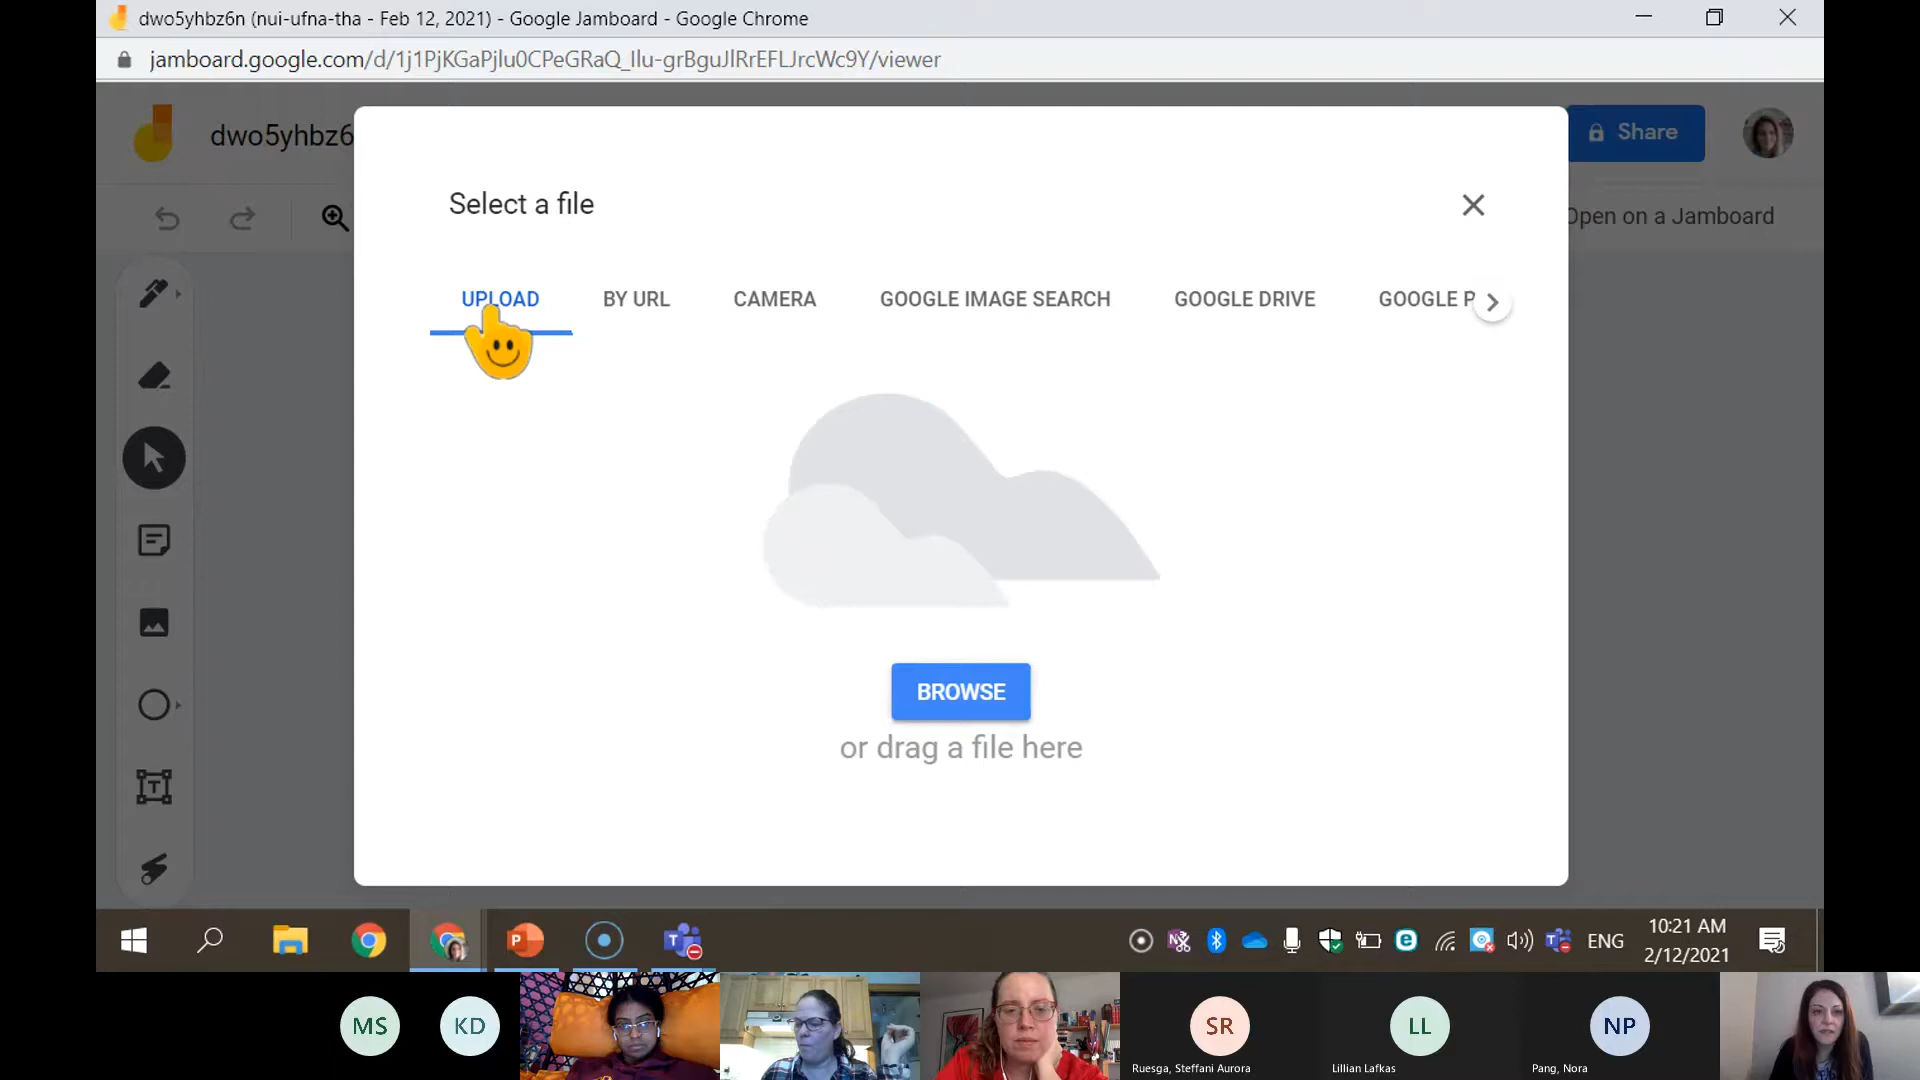 dwo5yhbz6n (nui-ufna-tha - Feb 12, 2021) - Google Jamboard - Google Chrome
jamboard.google.com/d/1j1PjKGaPjlu0CPeGRaQ_Ilu-grBguJlRrEFLJrcWc9Y/viewer
dwo5yhbz6
Share
Select a file
Open on a Jamboard
UPLOAD BY URL CAMERA GOOGLE IMAGE SEARCH GOOGLE DRIVE GOOGLE P
BROWSE
or drag a file here
ENG
10:21 AM
2/12/2021
MS KD SR LL NP
Ruesga, Steffani Aurora Lillian Lafkas Pang, Nora